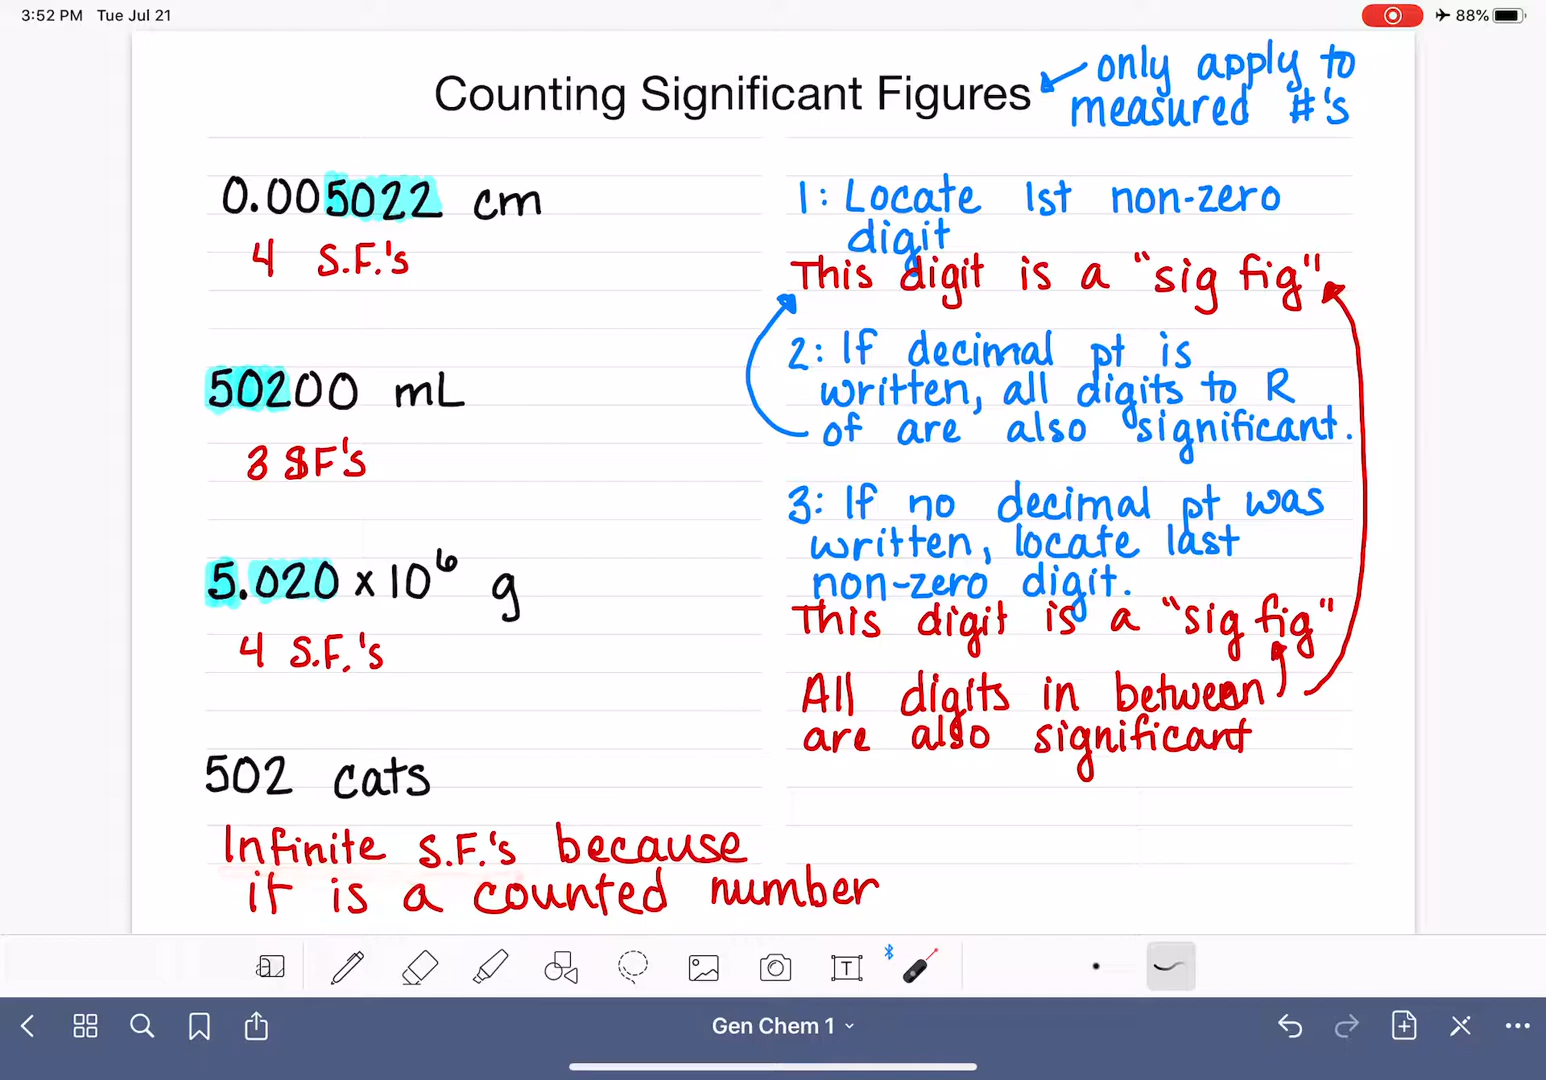 3:52 PM Tue Jul 21
88%
Counting Significant Figures
only apply to
measured #'s
0.005022 cm
4 S.F.'s
50200 mL
3 SF's
5.020 x 10⁶ g
4 S.F.'s
502 cats
Infinite S.F.'s because
it is a counted number
1: Locate 1st non-zero
digit
This digit is a "sig fig"
2: If decimal pt is
written, all digits to R
of are also significant.
3: If no decimal pt was
written, locate last
non-zero digit.
This digit is a "sig fig"
All digits in between
are also significant
T
Gen Chem 1